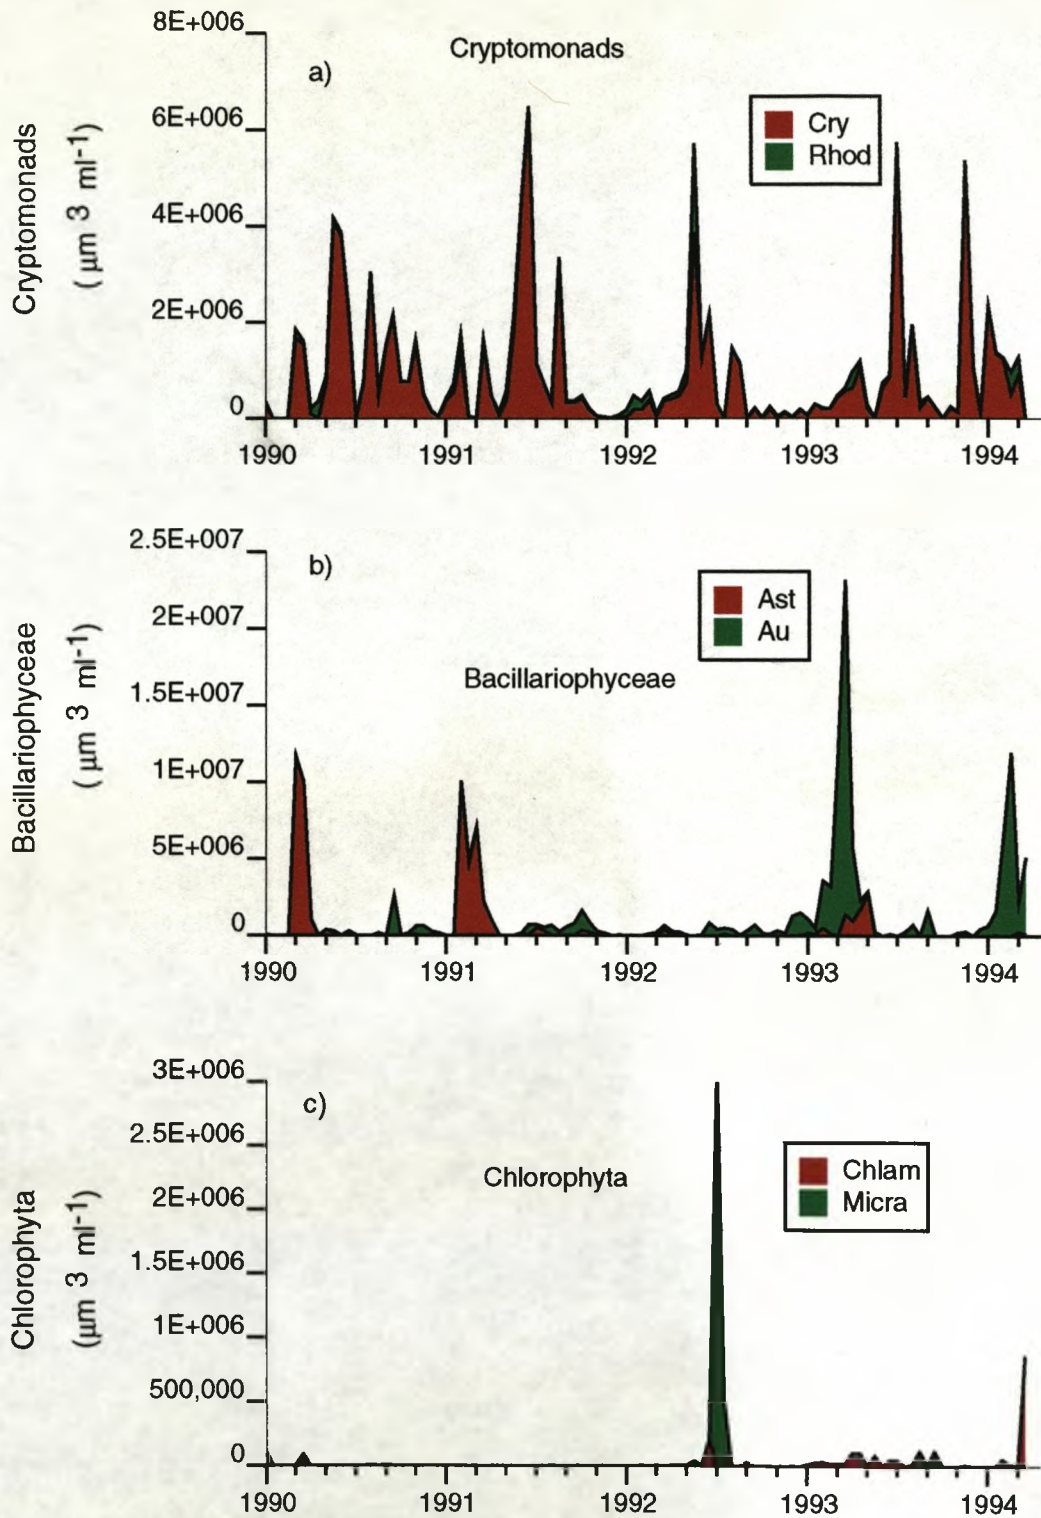 8E+006
Cryptomonads
a)
6E+006
Cry
Rhod
Cryptomonads
( µm 3 ml-1)
4E+006
2E+006
0
1990 1991 1992 1993 1994
2.5E+007
b)
Ast
Au
2E+007
Bacillariophyceae
Bacillariophyceae
( µm 3 ml-1)
1.5E+007
1E+007
5E+006
0
1990 1991 1992 1993 1994
3E+006
c)
2.5E+006
Chlorophyta
Chlam
Micra
Chlorophyta
(µm 3 ml-1)
2E+006
1.5E+006
1E+006
500,000
0
1990 1991 1992 1993 1994